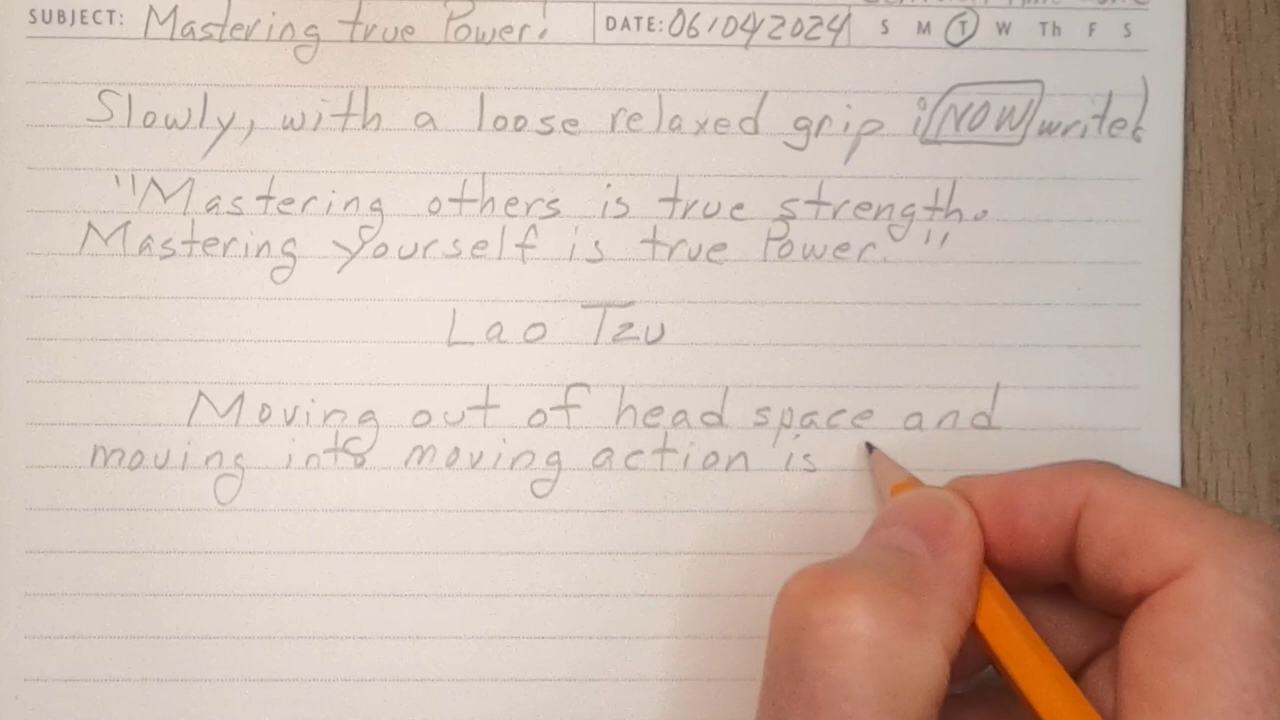 SUBJECT: Mastering true Power! DATE: 06/04/2024 S M T W Th F S
Slowly, with a loose relaxed grip i NOW write!
"Mastering others is true strength.
Mastering Yourself is true Power."
Lao Tzu
Moving out of head space and
moving into moving action is